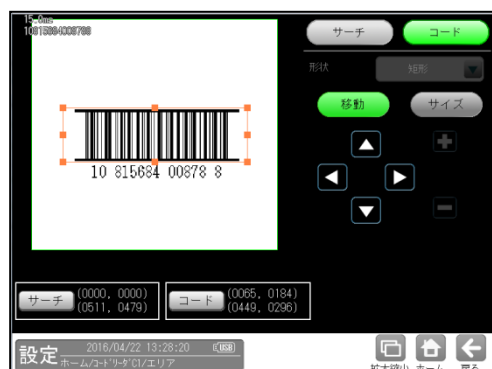 15.0ms
10815684008788
サーチ
コード
形状
矩形
移動
サイズ
10 815684 00878 8
サーチ (0000, 0000)
(0511, 0479)
コード (0065, 0184)
(0449, 0296)
設定
2016/04/22 13:28:20
USB
ホーム/コードリーダC1/エリア
拡大縮小 ホーム 戻る